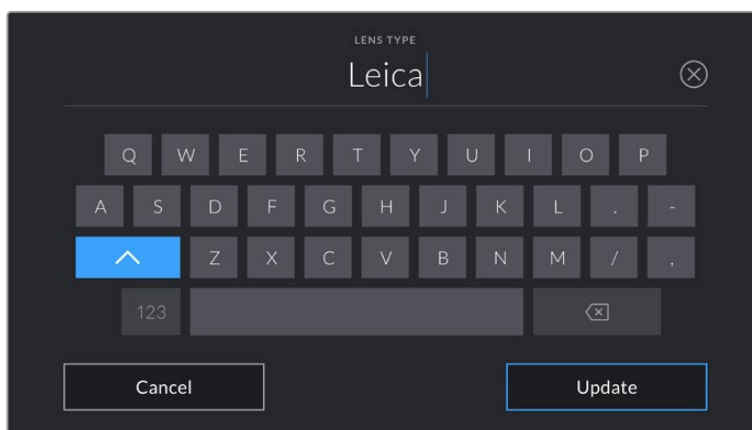 LENS TYPE
Leica
Q W E R T Y U I O P
A S D F G H J K L . -
Z X C V B N M / ,
123
Cancel Update